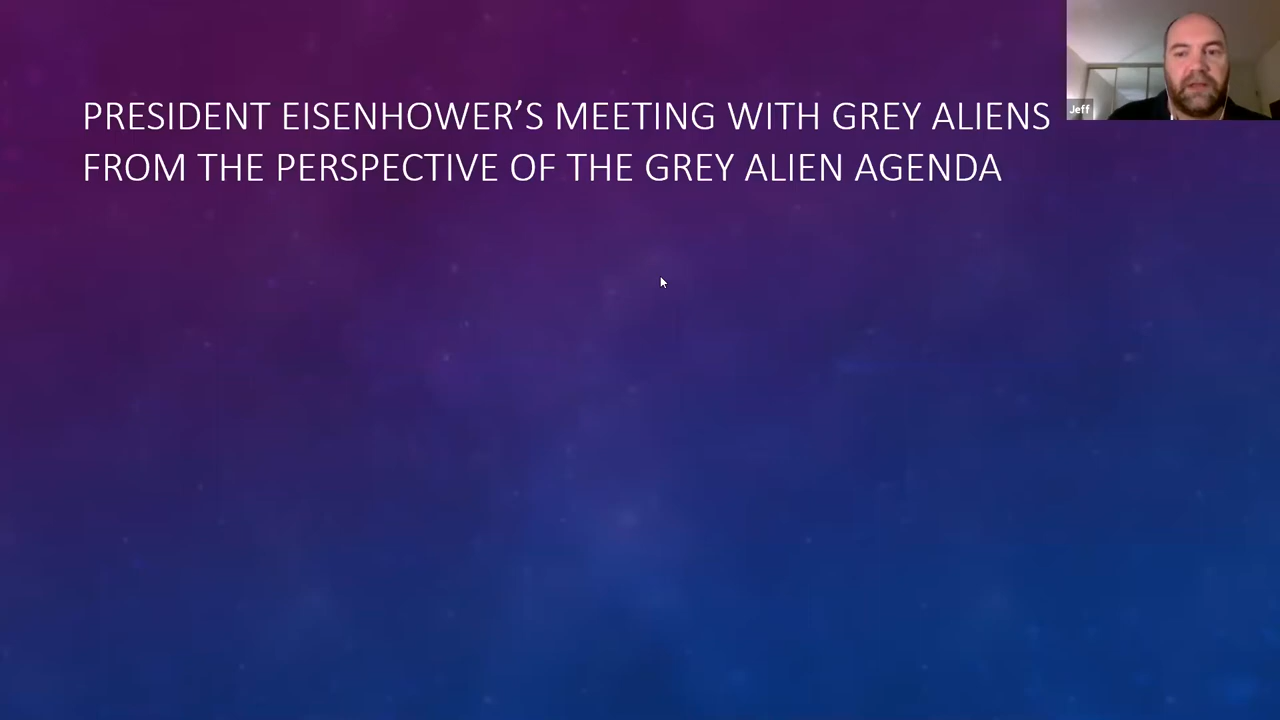 PRESIDENT EISENHOWER’S MEETING WITH GREY ALIENS
FROM THE PERSPECTIVE OF THE GREY ALIEN AGENDA
Jeff